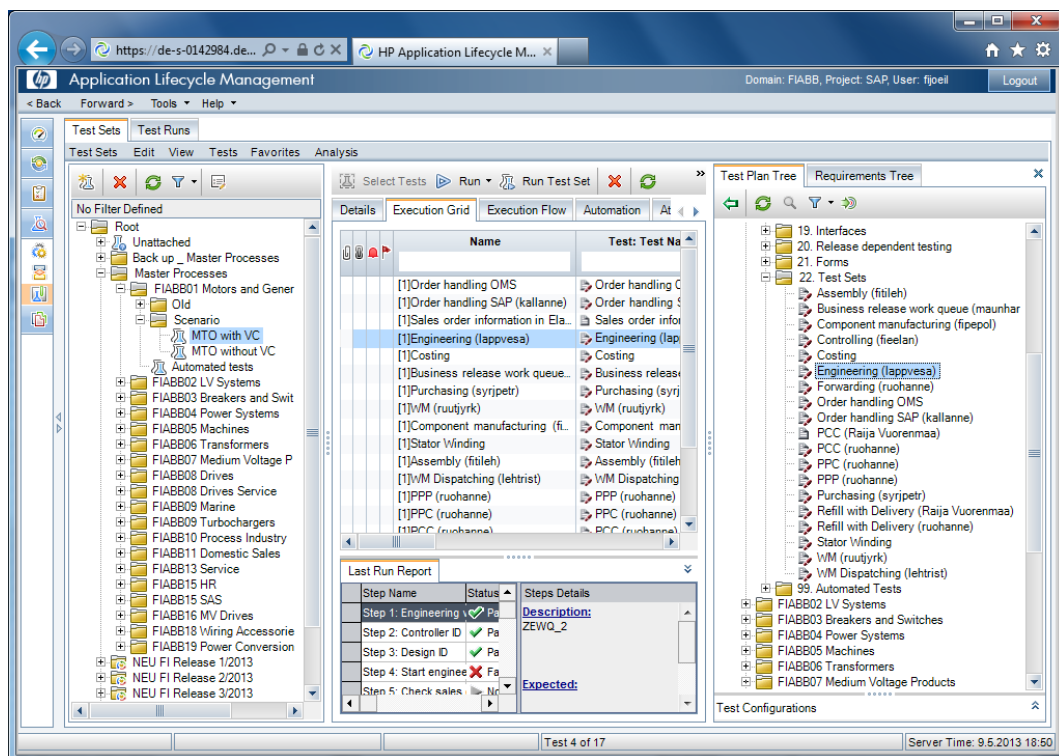 https://de-s-0142984.de...
HP Application Lifecycle M...
hp
Application Lifecycle Management
Domain: FIABB, Project: SAP, User: fijoeil
Logout
< Back Forward > Tools Help
Test Sets Test Runs
Test Sets Edit View Tests Favorites Analysis
No Filter Defined
Root
Unattached
Back up _ Master Processes
Master Processes
FIABB01 Motors and Gener
Old
Scenario
MTO with VC
MTO without VC
Automated tests
FIABB02 LV Systems
FIABB03 Breakers and Swit
FIABB04 Power Systems
FIABB05 Machines
FIABB06 Transformers
FIABB07 Medium Voltage P
FIABB08 Drives
FIABB08 Drives Service
FIABB09 Marine
FIABB09 Turbochargers
FIABB10 Process Industry
FIABB11 Domestic Sales
FIABB13 Service
FIABB15 HR
FIABB15 SAS
FIABB16 MV Drives
FIABB18 Wiring Accessorie
FIABB19 Power Conversion
NEU FI Release 1/2013
NEU FI Release 2/2013
NEU FI Release 3/2013
Select Tests Run Run Test Set »
Details Execution Grid Execution Flow Automation At
Name Test: Test Na
[1]Order handling OMS Order handling O
[1]Order handling SAP (kallanne) Order handling S
[1]Sales order information in Ela... Sales order infor
[1]Engineering (lappvesa) Engineering (lap
[1]Costing Costing
[1]Business release work queue... Business release
[1]Purchasing (syrjpetr) Purchasing (syrj
[1]WM (ruutjyrk) WM (ruutjyrk)
[1]Component manufacturing (fi... Component man
[1]Stator Winding Stator Winding
[1]Assembly (fitileh) Assembly (fitileh
[1]WM Dispatching (lehtrist) WM Dispatching
[1]PPP (ruohanne) PPP (ruohanne)
[1]PPC (ruohanne) PPC (ruohanne)
[1]PCC (ruohanne) PCC (ruohanne)
Last Run Report
Step Name Status Steps Details
Step 1: Engineering v Pa
Step 2: Controller ID Pa
Step 3: Design ID Pa
Step 4: Start enginee Fa
Step 5: Check sales No
Description:
ZEWQ_2
Expected:
Test Plan Tree Requirements Tree
19. Interfaces
20. Release dependent testing
21. Forms
22. Test Sets
Assembly (fitileh)
Business release work queue (maunhar
Component manufacturing (fipepol)
Controlling (fieelan)
Costing
Engineering (lappvesa)
Forwarding (ruohanne)
Order handling OMS
Order handling SAP (kallanne)
PCC (Raija Vuorenmaa)
PCC (ruohanne)
PPC (ruohanne)
PPP (ruohanne)
Purchasing (syrjpetr)
Refill with Delivery (Raija Vuorenmaa)
Refill with Delivery (ruohanne)
Stator Winding
WM (ruutjyrk)
WM Dispatching (lehtrist)
99. Automated Tests
FIABB02 LV Systems
FIABB03 Breakers and Switches
FIABB04 Power Systems
FIABB05 Machines
FIABB06 Transformers
FIABB07 Medium Voltage Products
Test Configurations
Test 4 of 17
Server Time: 9.5.2013 18:50